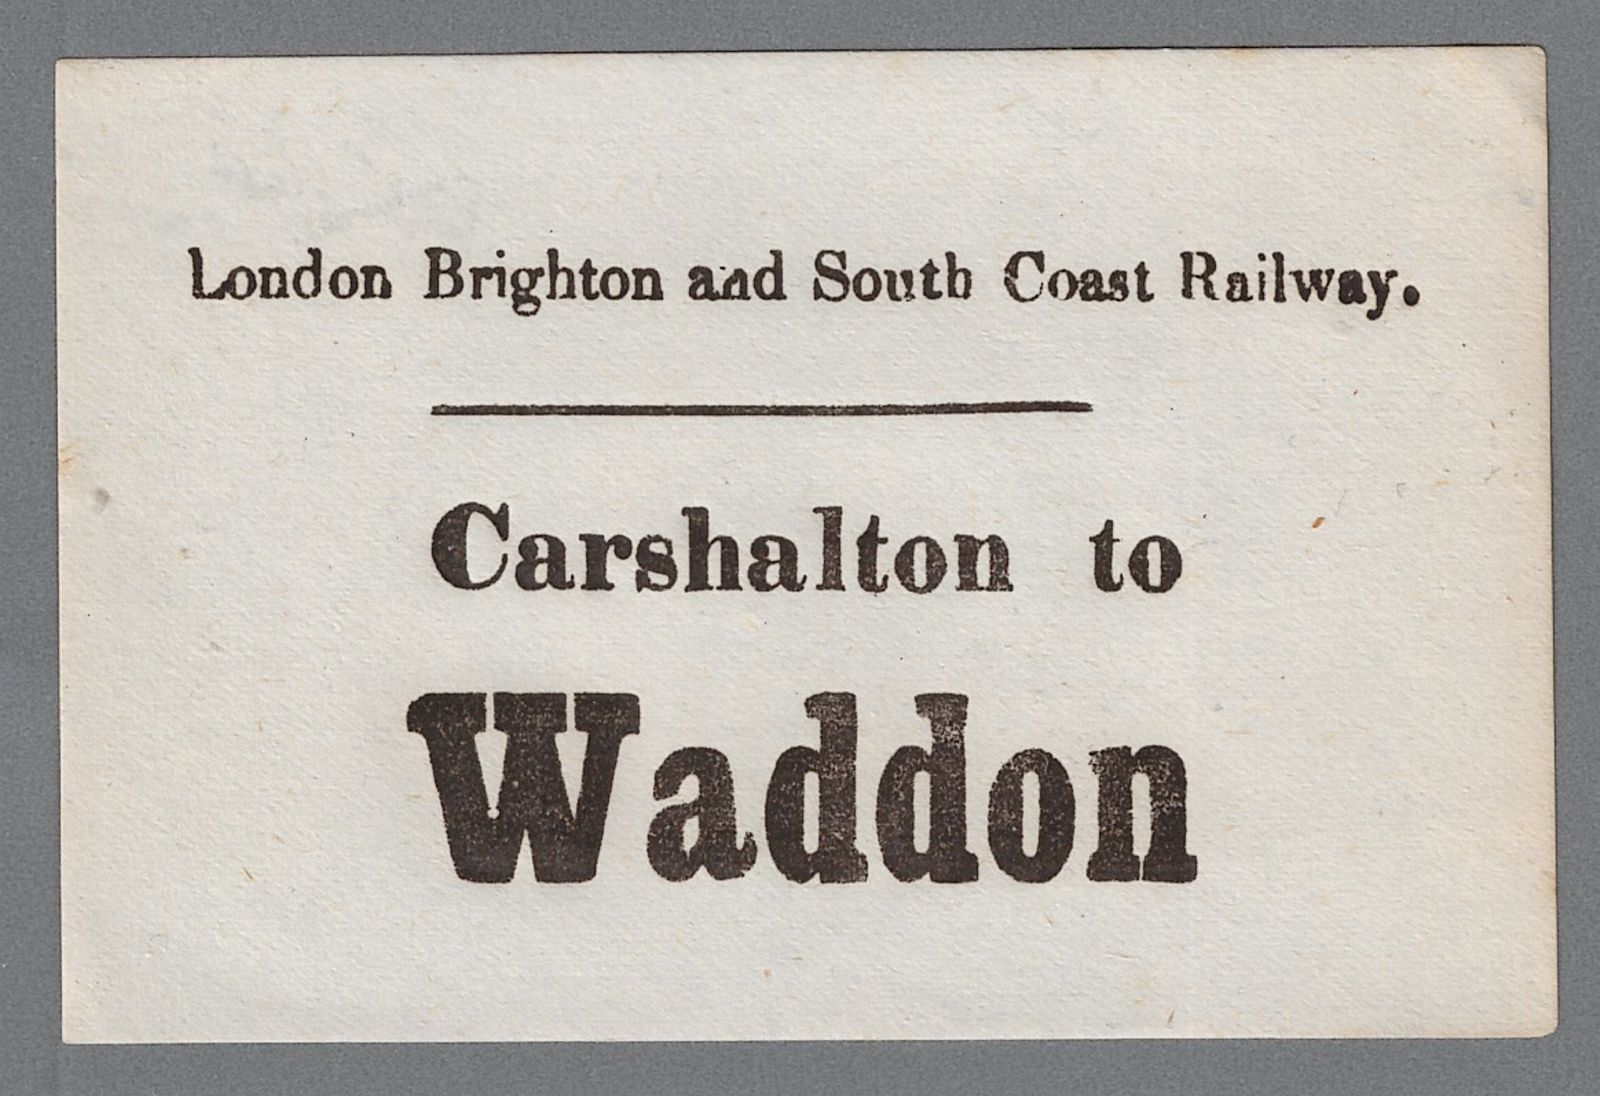 London Brighton and South Coast Railway.
Carshalton to
Waddon